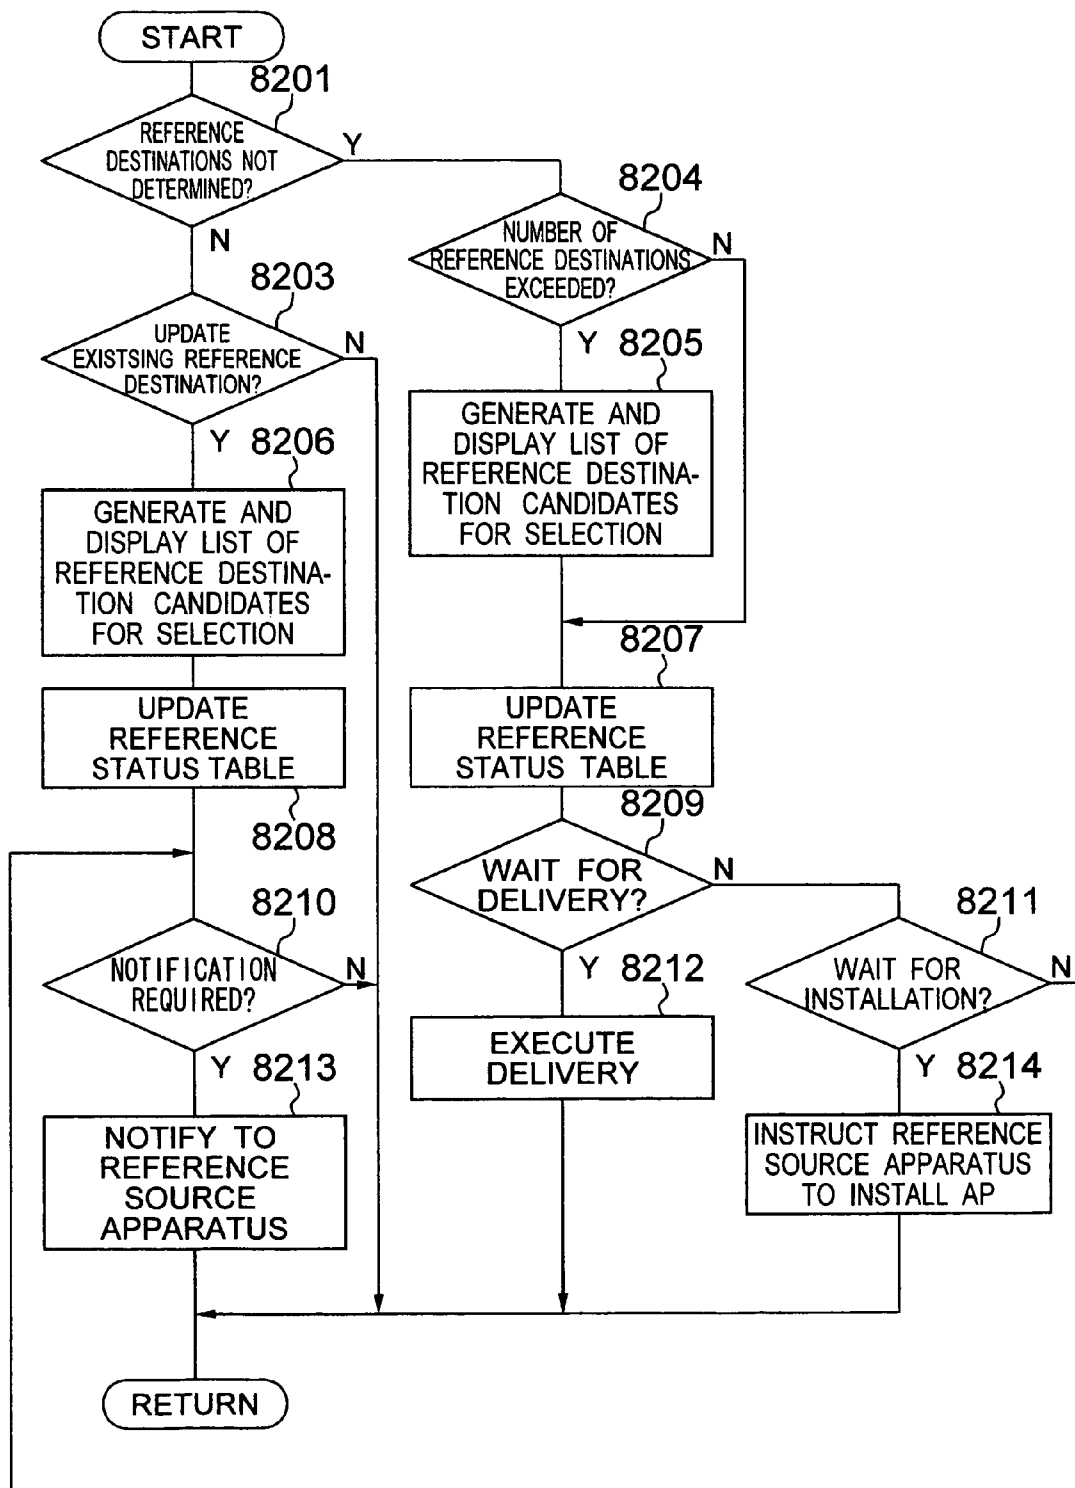 START
8201
REFERENCE
DESTINATIONS NOT
DETERMINED?
Y
N
8204
NUMBER OF
REFERENCE DESTINATIONS
EXCEEDED?
N
Y
8203
UPDATE
EXISTSING REFERENCE
DESTINATION?
N
Y
8205
GENERATE AND
DISPLAY LIST OF
REFERENCE DESTINA-
TION CANDIDATES
FOR SELECTION
8206
GENERATE AND
DISPLAY LIST OF
REFERENCE DESTINA-
TION CANDIDATES
FOR SELECTION
8207
UPDATE
REFERENCE
STATUS TABLE
UPDATE
REFERENCE
STATUS TABLE
8208
8209
WAIT FOR
DELIVERY?
N
Y
8210
NOTIFICATION
REQUIRED?
N
Y
8211
WAIT FOR
INSTALLATION?
N
Y
8212
EXECUTE
DELIVERY
8213
NOTIFY TO
REFERENCE
SOURCE
APPARATUS
8214
INSTRUCT REFERENCE
SOURCE APPARATUS
TO INSTALL AP
RETURN